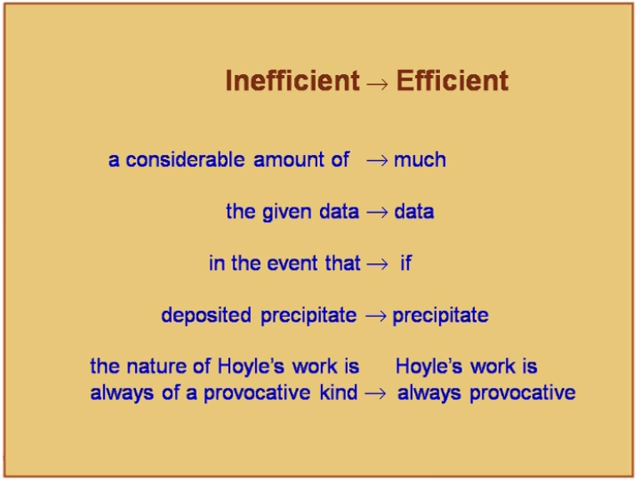 Inefficient → Efficient
a considerable amount of → much
the given data → data
in the event that → if
deposited precipitate → precipitate
the nature of Hoyle's work is Hoyle's work is
always of a provocative kind → always provocative